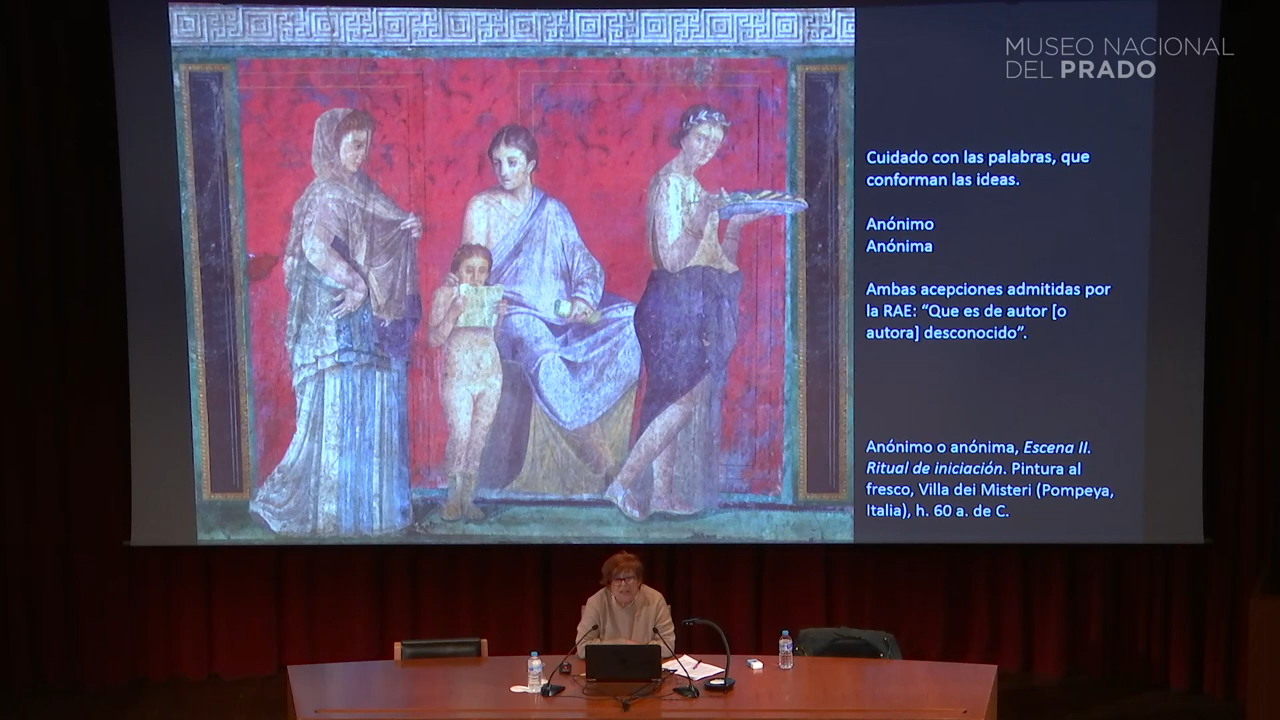 MUSEO NACIONAL
DEL PRADO
Cuidado con las palabras, que
conforman las ideas.
Anónimo
Anónima
Ambas acepciones admitidas por
la RAE: “Que es de autor [o
autora] desconocido”.
Anónimo o anónima, Escena II.
Ritual de iniciación. Pintura al
fresco, Villa dei Misteri (Pompeya,
Italia), h. 60 a. de C.